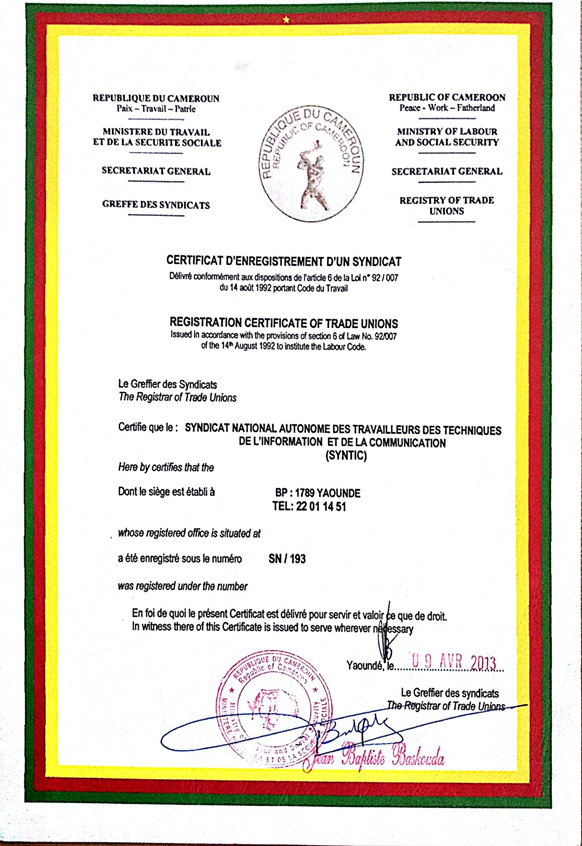 REPUBLIQUE DU CAMEROUN
Paix – Travail – Patrie
MINISTERE DU TRAVAIL
ET DE LA SECURITE SOCIALE
SECRETARIAT GENERAL
GREFFE DES SYNDICATS
REPUBLIQUE DU CAMEROUN
REPUBLIC OF CAMEROON
REPUBLIC OF CAMEROON
Peace - Work – Fatherland
MINISTRY OF LABOUR
AND SOCIAL SECURITY
SECRETARIAT GENERAL
REGISTRY OF TRADE
UNIONS
CERTIFICAT D'ENREGISTREMENT D'UN SYNDICAT
Délivré conformément aux dispositions de l'article 6 de la Loi n° 92 / 007
du 14 août 1992 portant Code du Travail
REGISTRATION CERTIFICATE OF TRADE UNIONS
Issued in accordance with the provisions of section 6 of Law No. 92/007
of the 14th August 1992 to institute the Labour Code.
Le Greffier des Syndicats
The Registrar of Trade Unions
Certifie que le : SYNDICAT NATIONAL AUTONOME DES TRAVAILLEURS DES TECHNIQUES
DE L'INFORMATION ET DE LA COMMUNICATION
(SYNTIC)
Here by certifies that the
Dont le siège est établi à BP : 1789 YAOUNDE
TEL: 22 01 14 51
whose registered office is situated at
a été enregistré sous le numéro SN / 193
was registered under the number
En foi de quoi le présent Certificat est délivré pour servir et valoir ce que de droit.
In witness there of this Certificate is issued to serve wherever necessary
Yaoundé, le 09 AVR 2013
Le Greffier des syndicats
The Registrar of Trade Unions
REPUBLIQUE DU CAMEROUN
Republic of Cameroon
Jean Baptiste Baskouda